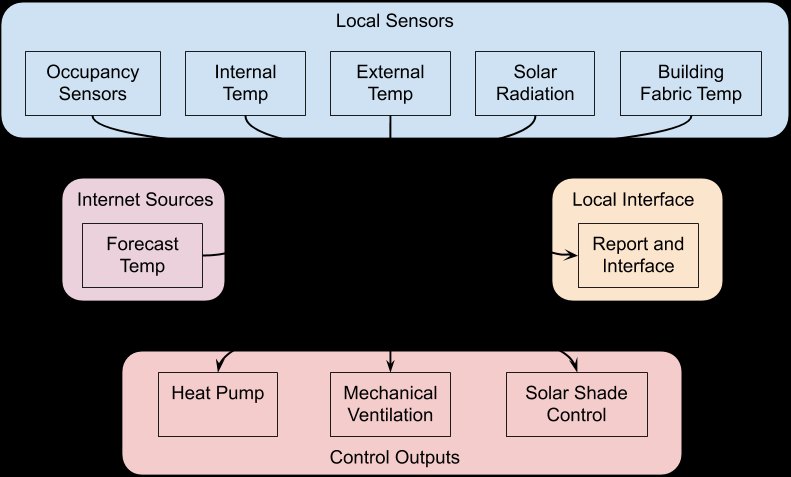 Local Sensors
Occupancy
Sensors
Internal
Temp
External
Temp
Solar
Radiation
Building
Fabric Temp
Internet Sources
Forecast
Temp
Local Interface
Report and
Interface
Heat Pump
Mechanical
Ventilation
Solar Shade
Control
Control Outputs